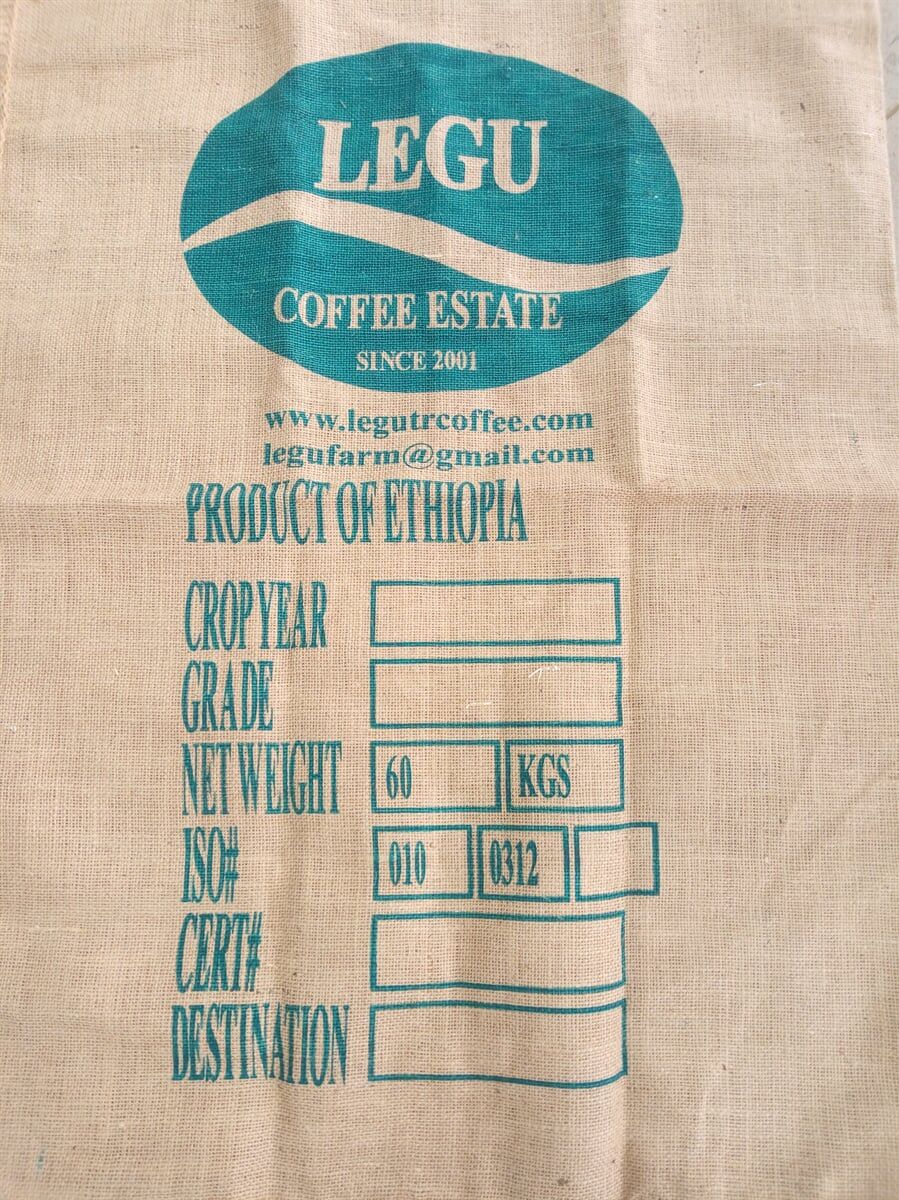 LEGU
COFFEE ESTATE
SINCE 2001
www.legutrcoffee.com
legufarm@gmail.com
PRODUCT OF ETHIOPIA
CROP YEAR
GRADE
NET WEIGHT 60 KGS
ISO# 010 0312
CERT#
DESTINATION